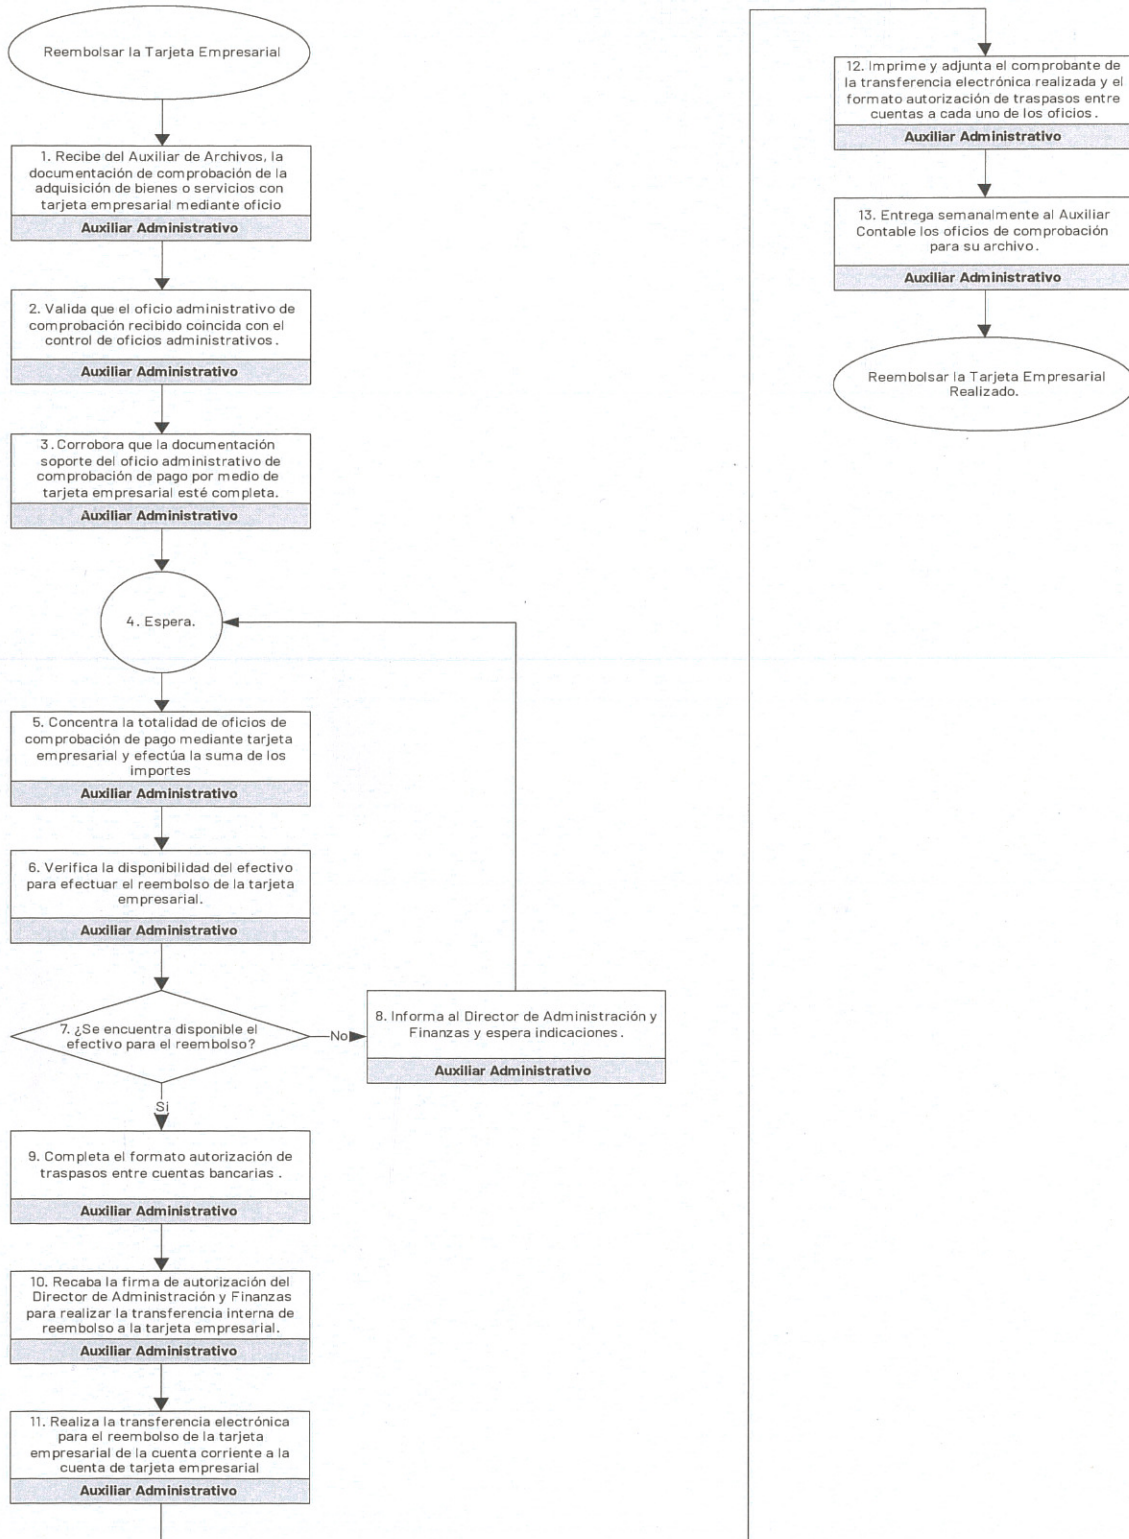 Reembolsar la Tarjeta Empresarial
1. Recibe del Auxiliar de Archivos, la
documentación de comprobación de la
adquisición de bienes o servicios con
tarjeta empresarial mediante oficio
Auxiliar Administrativo
2. Valida que el oficio administrativo de
comprobación recibido coincida con el
control de oficios administrativos.
Auxiliar Administrativo
3. Corrobora que la documentación
soporte del oficio administrativo de
comprobación de pago por medio de
tarjeta empresarial esté completa.
Auxiliar Administrativo
4. Espera.
5. Concentra la totalidad de oficios de
comprobación de pago mediante tarjeta
empresarial y efectúa la suma de los
importes
Auxiliar Administrativo
6. Verifica la disponibilidad del efectivo
para efectuar el reembolso de la tarjeta
empresarial.
Auxiliar Administrativo
7. ¿Se encuentra disponible el
efectivo para el reembolso?
No
8. Informa al Director de Administración y
Finanzas y espera indicaciones.
Auxiliar Administrativo
Si
9. Completa el formato autorización de
traspasos entre cuentas bancarias .
Auxiliar Administrativo
10. Recaba la firma de autorización del
Director de Administración y Finanzas
para realizar la transferencia interna de
reembolso a la tarjeta empresarial.
Auxiliar Administrativo
11. Realiza la transferencia electrónica
para el reembolso de la tarjeta
empresarial de la cuenta corriente a la
cuenta de tarjeta empresarial
Auxiliar Administrativo
12. Imprime y adjunta el comprobante de
la transferencia electrónica realizada y el
formato autorización de traspasos entre
cuentas a cada uno de los oficios.
Auxiliar Administrativo
13. Entrega semanalmente al Auxiliar
Contable los oficios de comprobación
para su archivo.
Auxiliar Administrativo
Reembolsar la Tarjeta Empresarial
Realizado.